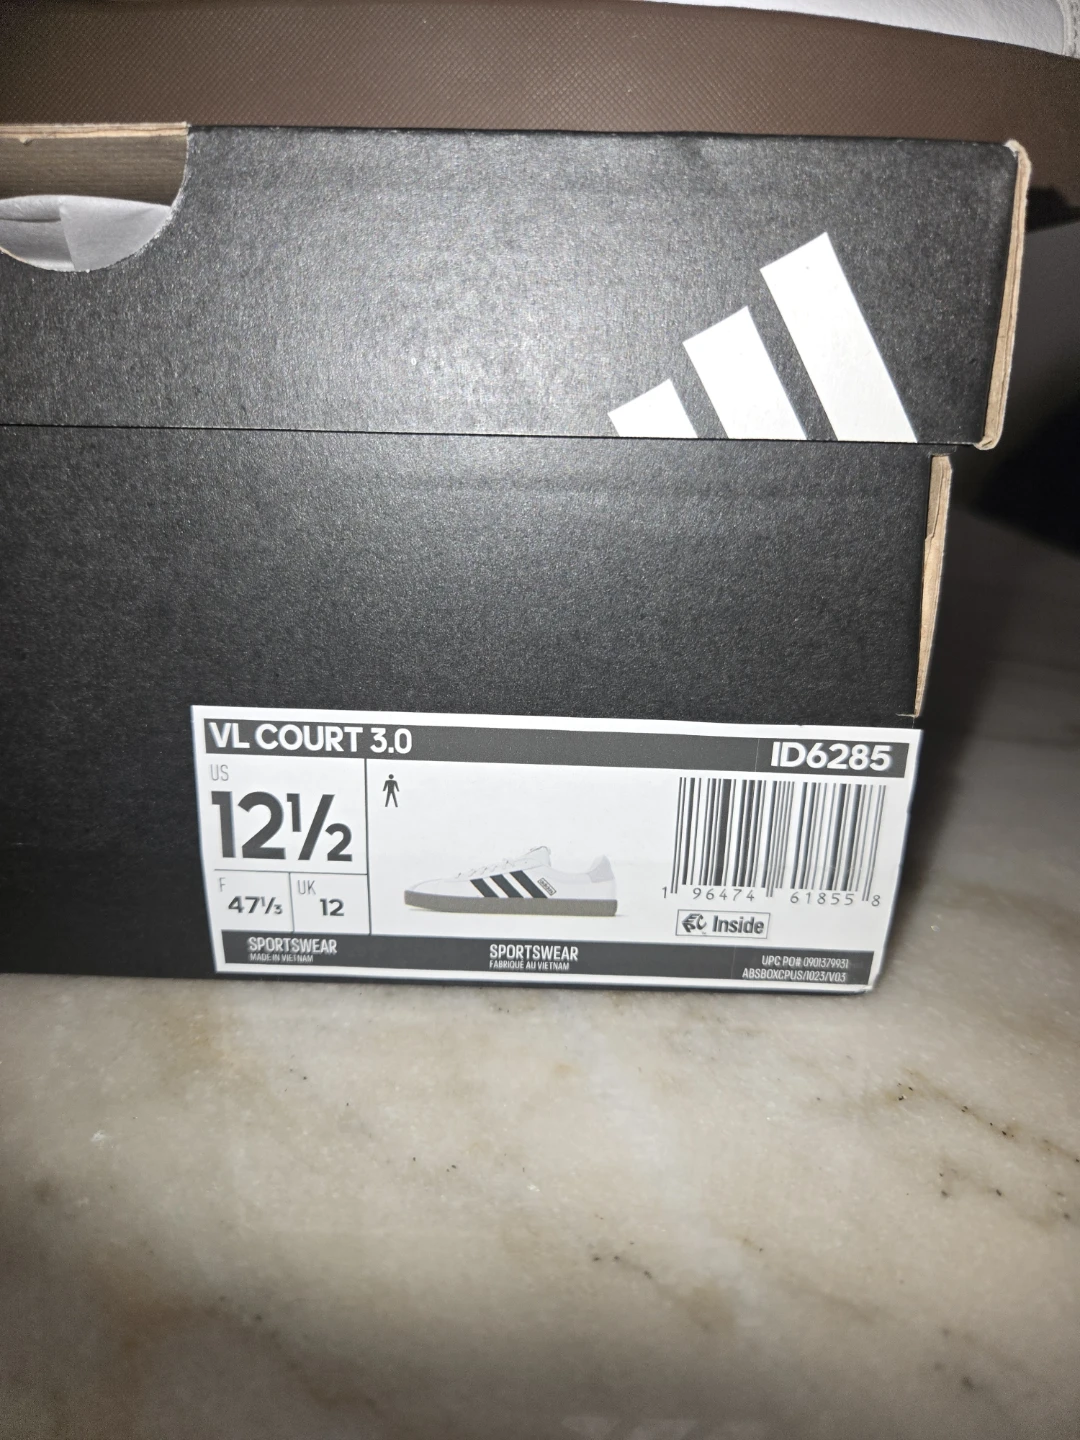 VL COURT 3.0
ID6285
US
12½
F
47⅓
UK
12
1 96474 61855 8
Inside
SPORTSWEAR
MADE IN VIETNAM
SPORTSWEAR
FABRIQUÉ AU VIETNAM
UPC PO# 0901379931
ABSBOXCPUS/1023/V03